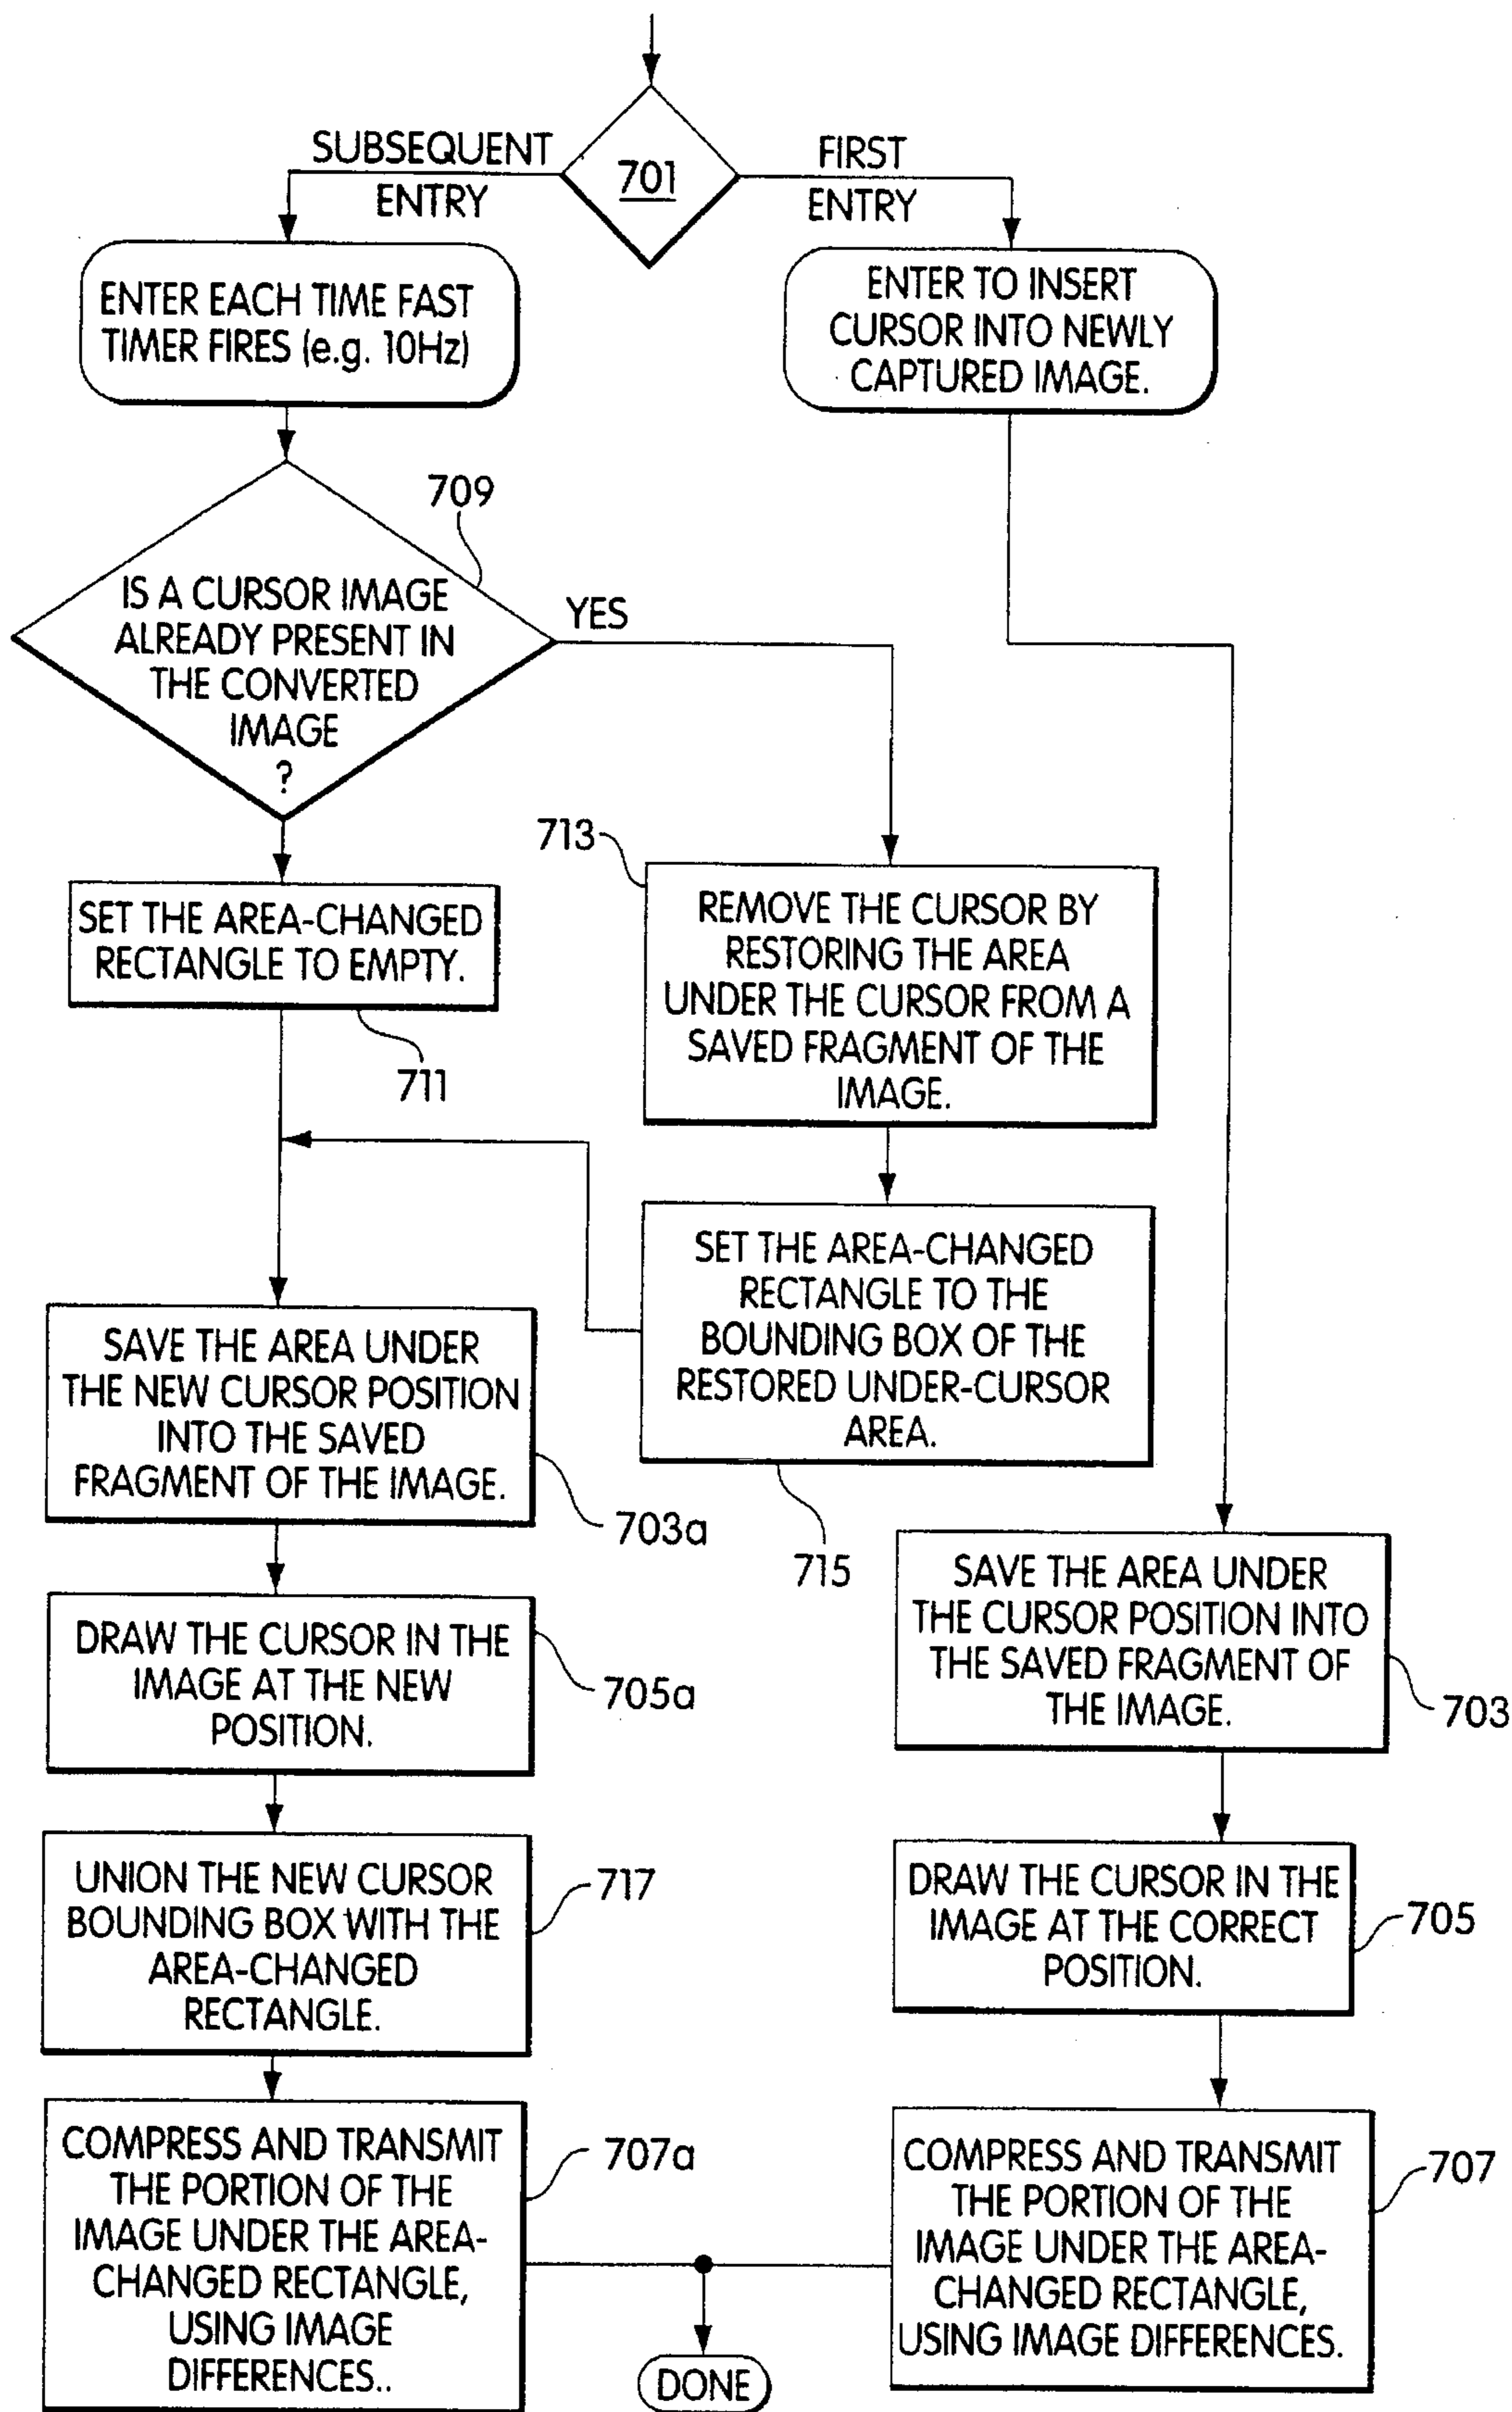 SUBSEQUENT
ENTRY
701
FIRST
ENTRY
ENTER EACH TIME FAST
TIMER FIRES (e.g. 10Hz)
ENTER TO INSERT
CURSOR INTO NEWLY
CAPTURED IMAGE.
709
IS A CURSOR IMAGE
ALREADY PRESENT IN
THE CONVERTED
IMAGE
?
YES
SET THE AREA-CHANGED
RECTANGLE TO EMPTY.
711
713
REMOVE THE CURSOR BY
RESTORING THE AREA
UNDER THE CURSOR FROM A
SAVED FRAGMENT OF THE
IMAGE.
SET THE AREA-CHANGED
RECTANGLE TO THE
BOUNDING BOX OF THE
RESTORED UNDER-CURSOR
AREA.
715
SAVE THE AREA UNDER
THE NEW CURSOR POSITION
INTO THE SAVED
FRAGMENT OF THE IMAGE.
703a
SAVE THE AREA UNDER
THE CURSOR POSITION INTO
THE SAVED FRAGMENT OF
THE IMAGE.
703
DRAW THE CURSOR IN THE
IMAGE AT THE NEW
POSITION.
705a
DRAW THE CURSOR IN THE
IMAGE AT THE CORRECT
POSITION.
705
UNION THE NEW CURSOR
BOUNDING BOX WITH THE
AREA-CHANGED
RECTANGLE.
717
COMPRESS AND TRANSMIT
THE PORTION OF THE
IMAGE UNDER THE AREA-
CHANGED RECTANGLE,
USING IMAGE
DIFFERENCES..
707a
COMPRESS AND TRANSMIT
THE PORTION OF THE
IMAGE UNDER THE AREA-
CHANGED RECTANGLE,
USING IMAGE DIFFERENCES.
707
DONE